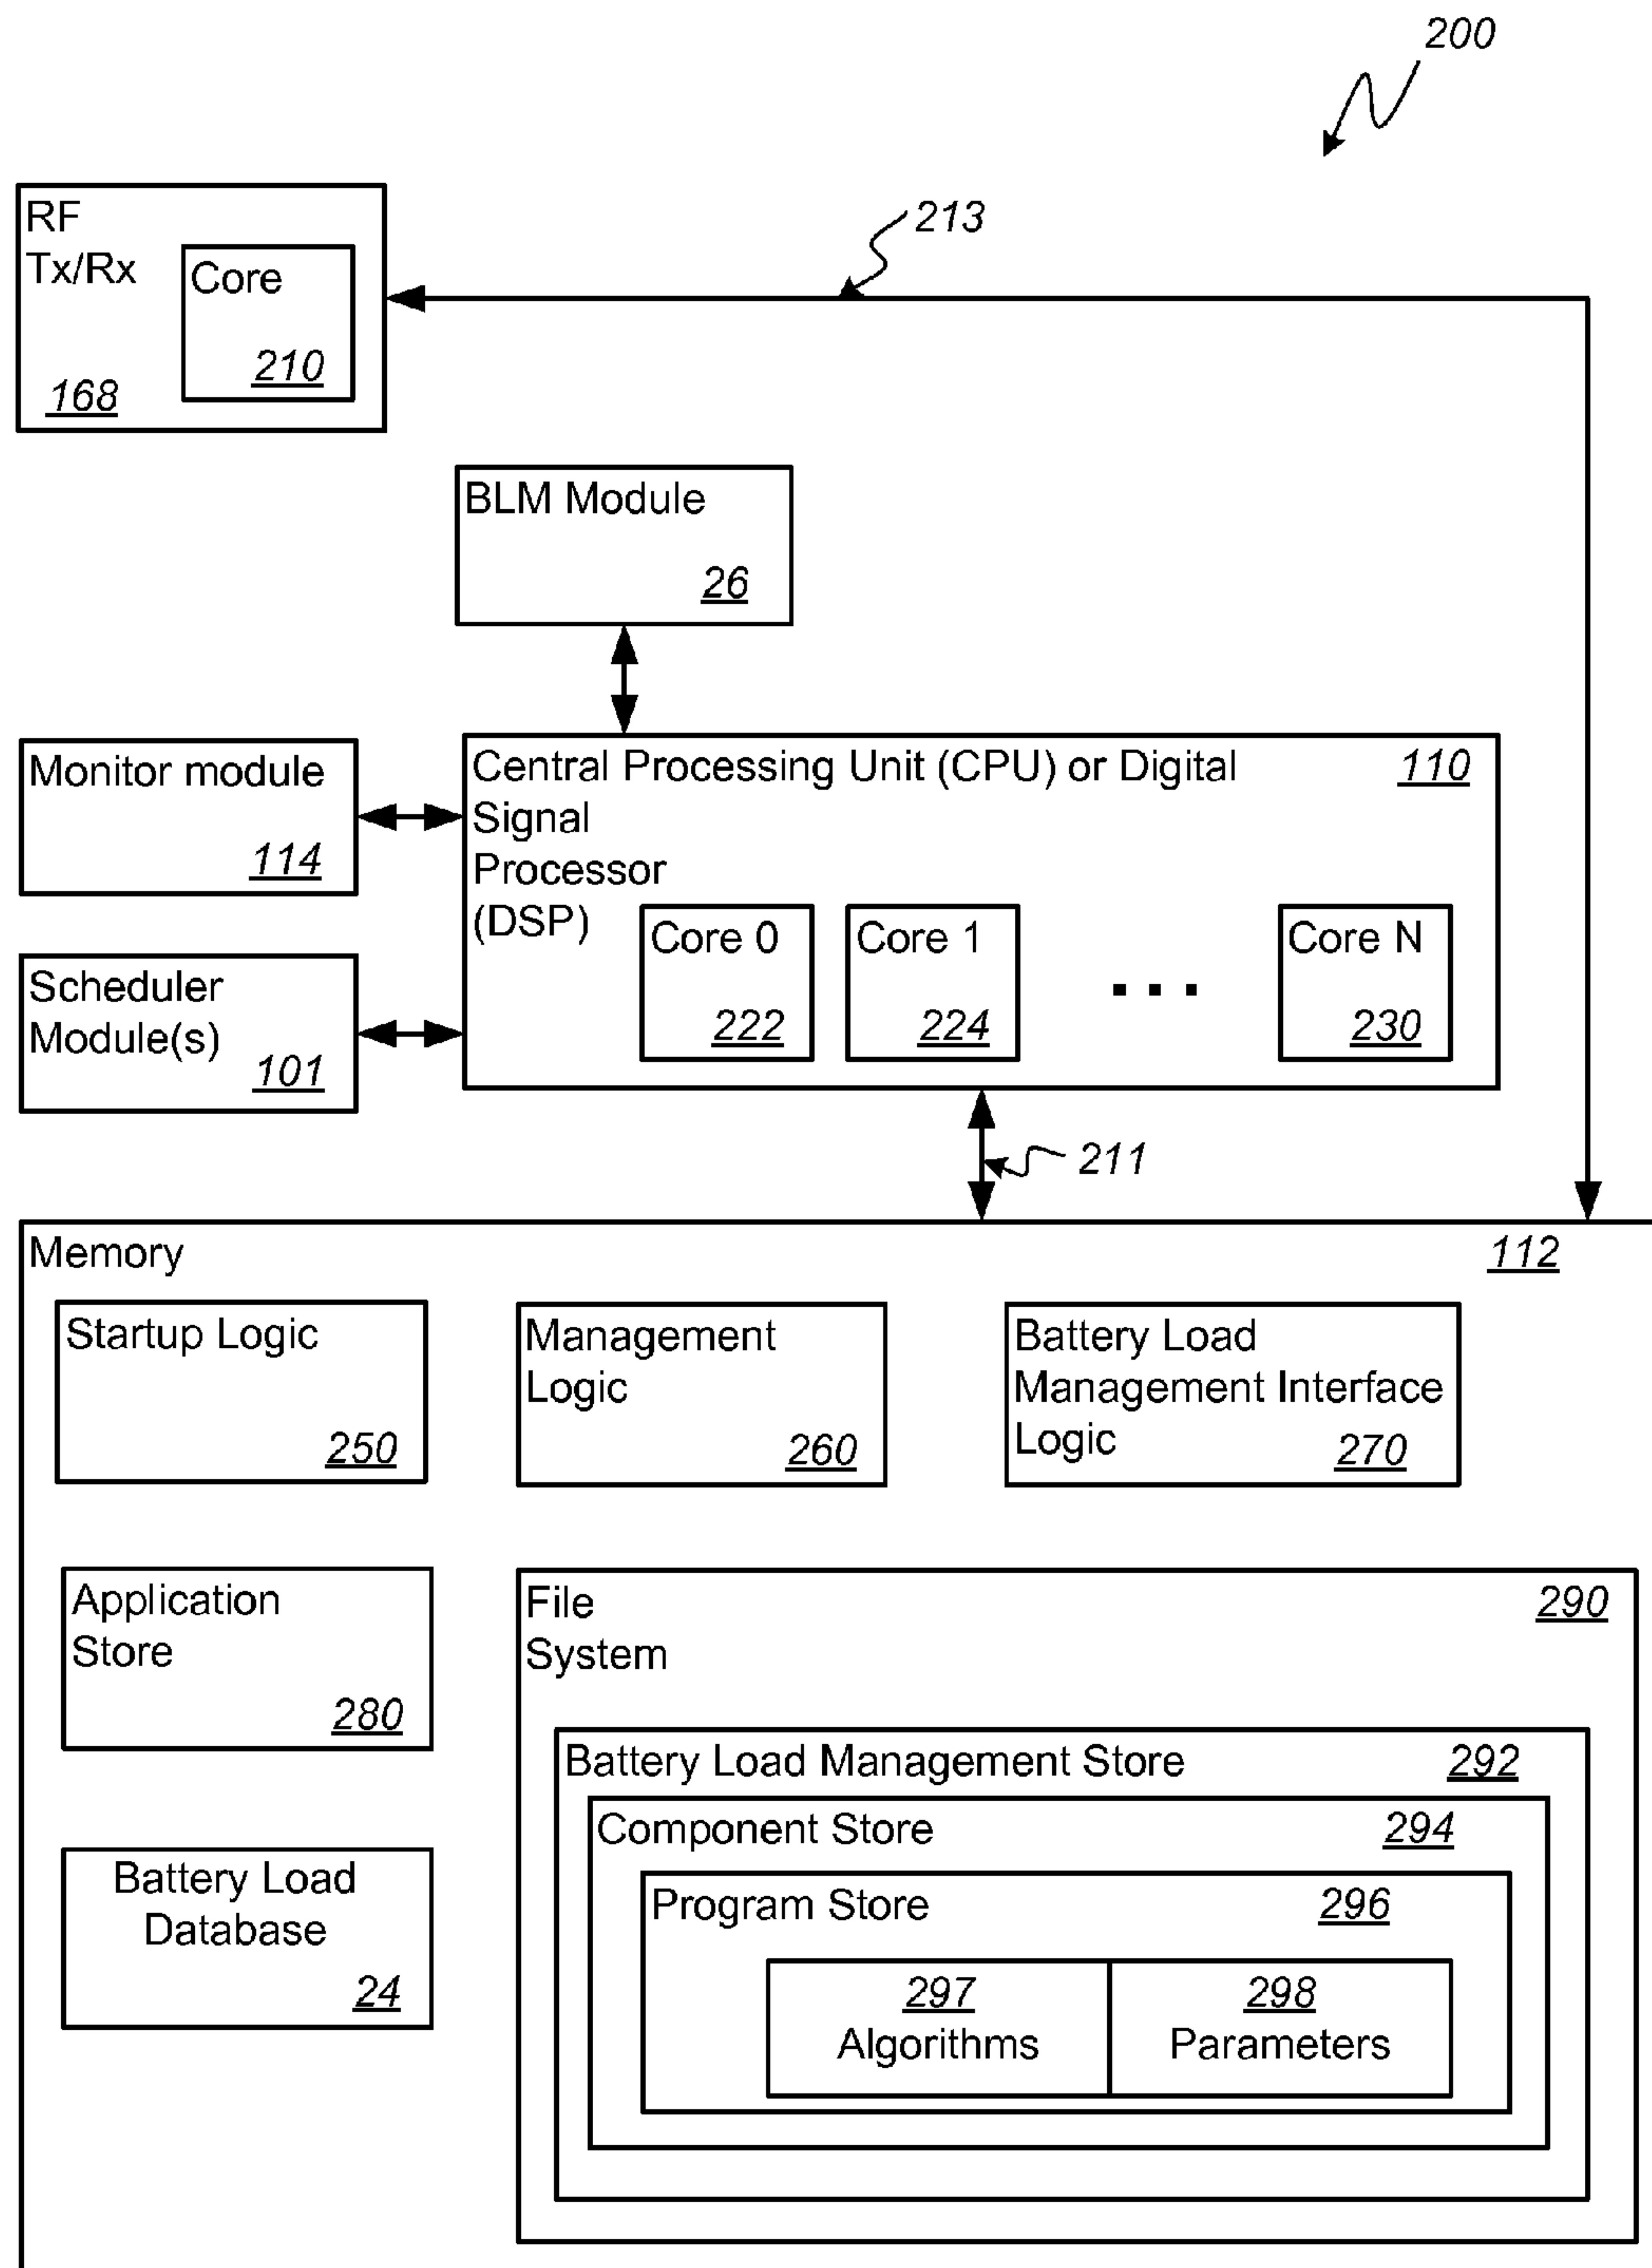 200
213
RF
Tx/Rx
Core
210
168
BLM Module
26
Monitor module
114
Central Processing Unit (CPU) or Digital
Signal
Processor
(DSP)
110
Core 0
222
Core 1
224
. . .
Core N
230
Scheduler
Module(s)
101
211
Memory
112
Startup Logic
250
Management
Logic
260
Battery Load
Management Interface
Logic
270
Application
Store
280
File
System
290
Battery Load Management Store
292
Component Store
294
Program Store
296
297
Algorithms
298
Parameters
Battery Load
Database
24